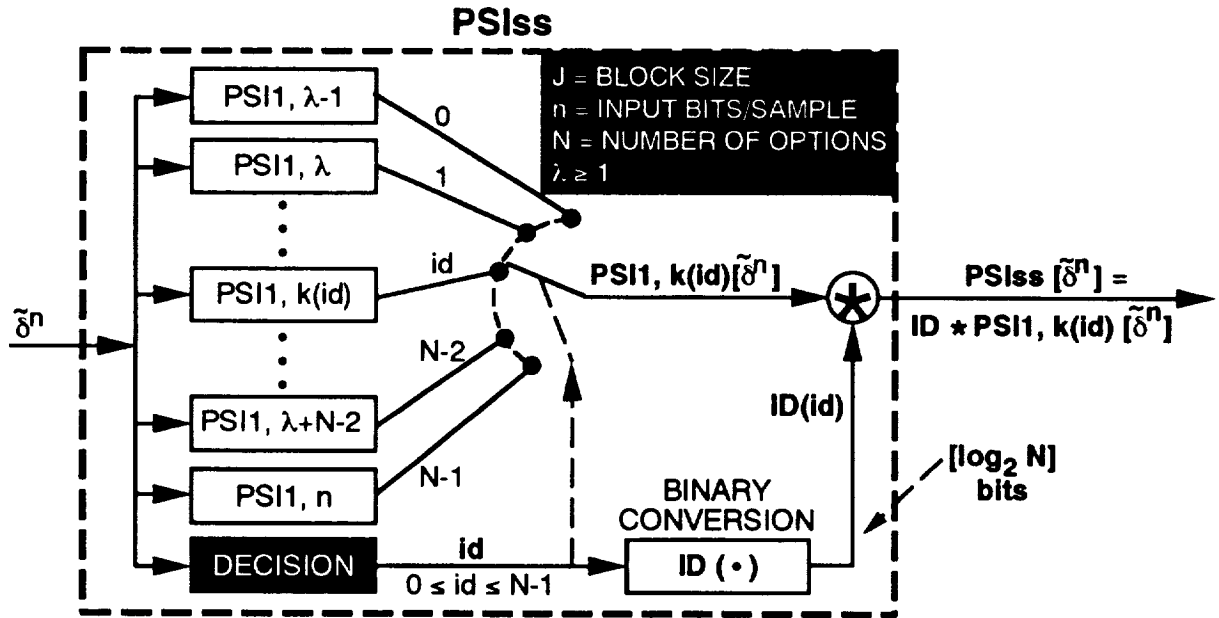 PSIss
J = BLOCK SIZE
n = INPUT BITS/SAMPLE
N = NUMBER OF OPTIONS
λ ≥ 1
PSI1, λ-1
0
PSI1, λ
1
PSI1, k(id)
id
PSI1, k(id)[δ̃ⁿ]
*
PSIss [δ̃ⁿ] =
ID * PSI1, k(id) [δ̃ⁿ]
δ̃ⁿ
N-2
PSI1, λ+N-2
N-1
PSI1, n
ID(id)
[log₂ N]
bits
BINARY
CONVERSION
DECISION
id
0 ≤ id ≤ N-1
ID (•)